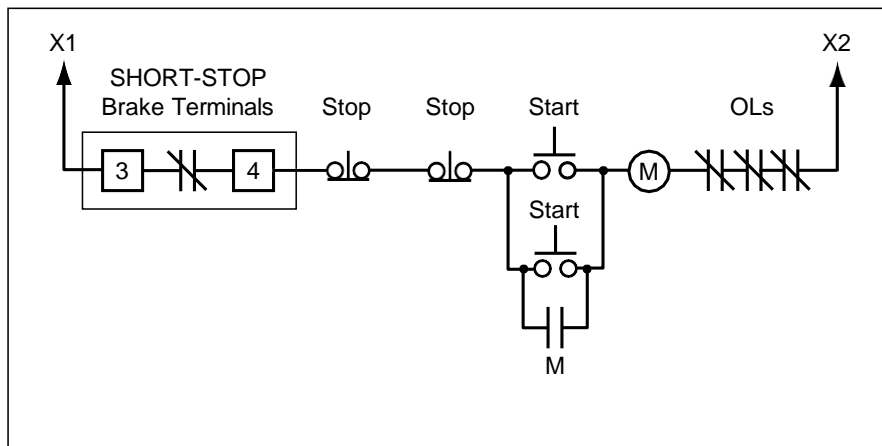 X1
X2
SHORT-STOP
Brake Terminals
Stop
Stop
Start
OLs
3
4
M
Start
M